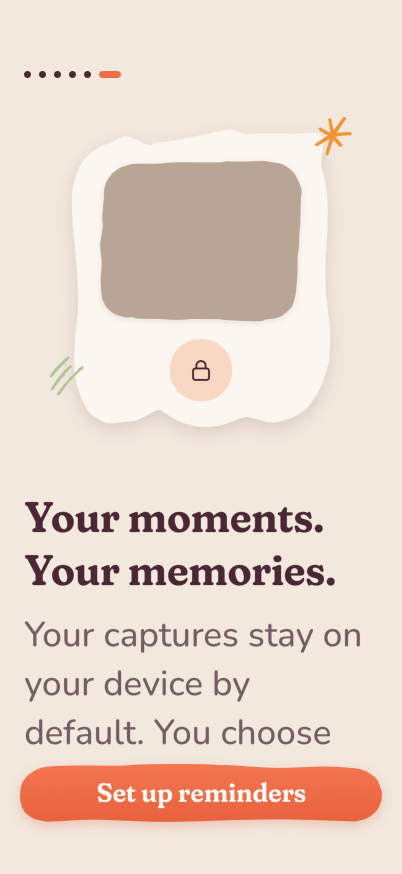 Your moments.
Your memories.
Your captures stay on
your device by
default. You choose
Set up reminders